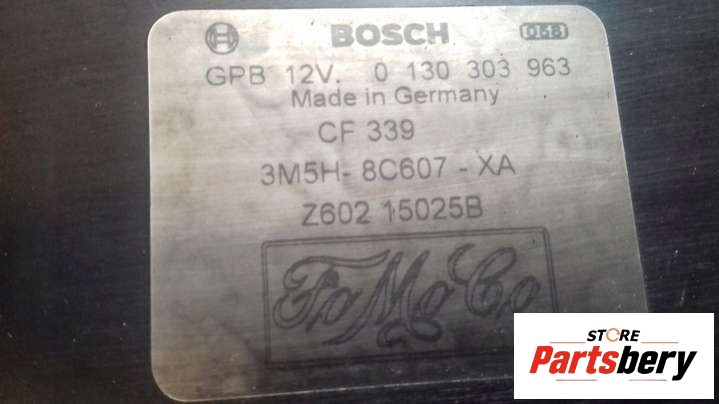 BOSCH 068
GPB 12V. 0 130 303 963
Made in Germany
CF 339
3M5H- 8C607 - XA
Z602 15025B
FoMoCo
STORE
Partsbery